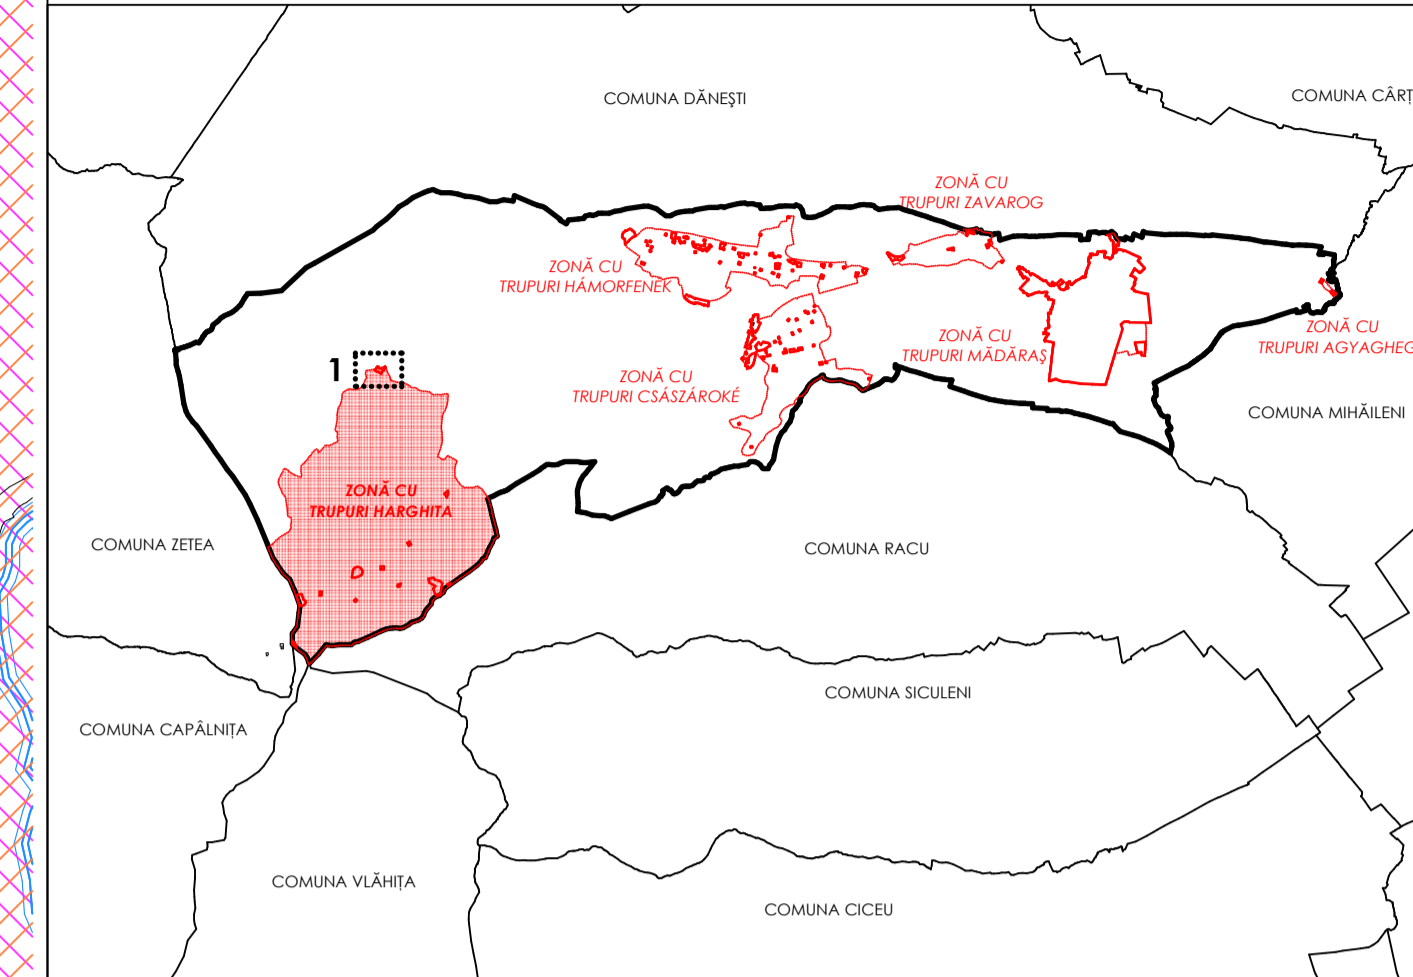 COMUNA DĂNEŞTI
COMUNA CÂRȚ
ZONĂ CU
TRUPURI ZAVAROG
ZONĂ CU
TRUPURI HÁMORFENEK
ZONĂ CU
TRUPURI MĂDĂRAŞ
ZONĂ CU
TRUPURI AGYAGHEG
1
ZONĂ CU
TRUPURI CSÁSZÁROKÉ
COMUNA MIHĂILENI
ZONĂ CU
TRUPURI HARGHITA
COMUNA ZETEA
COMUNA RACU
COMUNA SICULENI
COMUNA CAPÂLNIȚA
COMUNA VLĂHIȚA
COMUNA CICEU